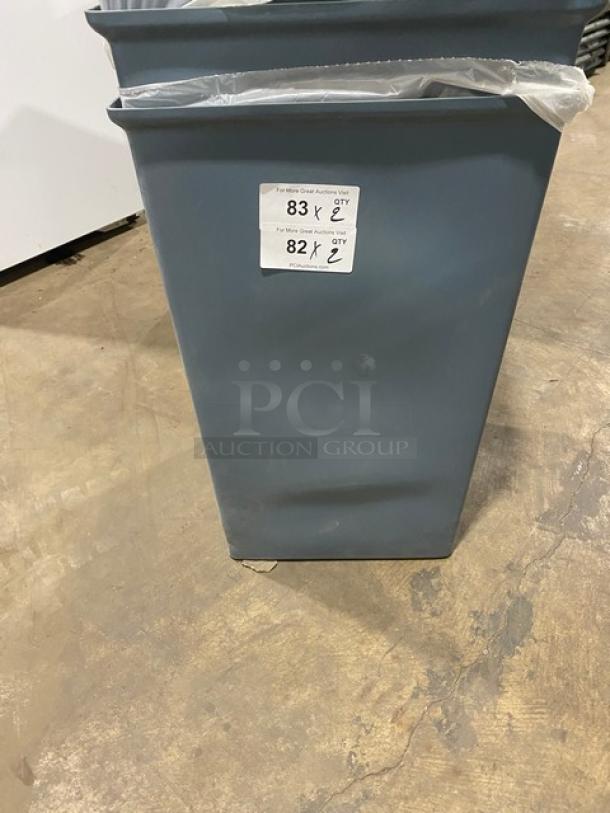 For More Great Auctions Visit
83 x 2 QTY
For More Great Auctions Visit
82 x 2 QTY
PCIAuctions.com
PCI
AUCTION GROUP